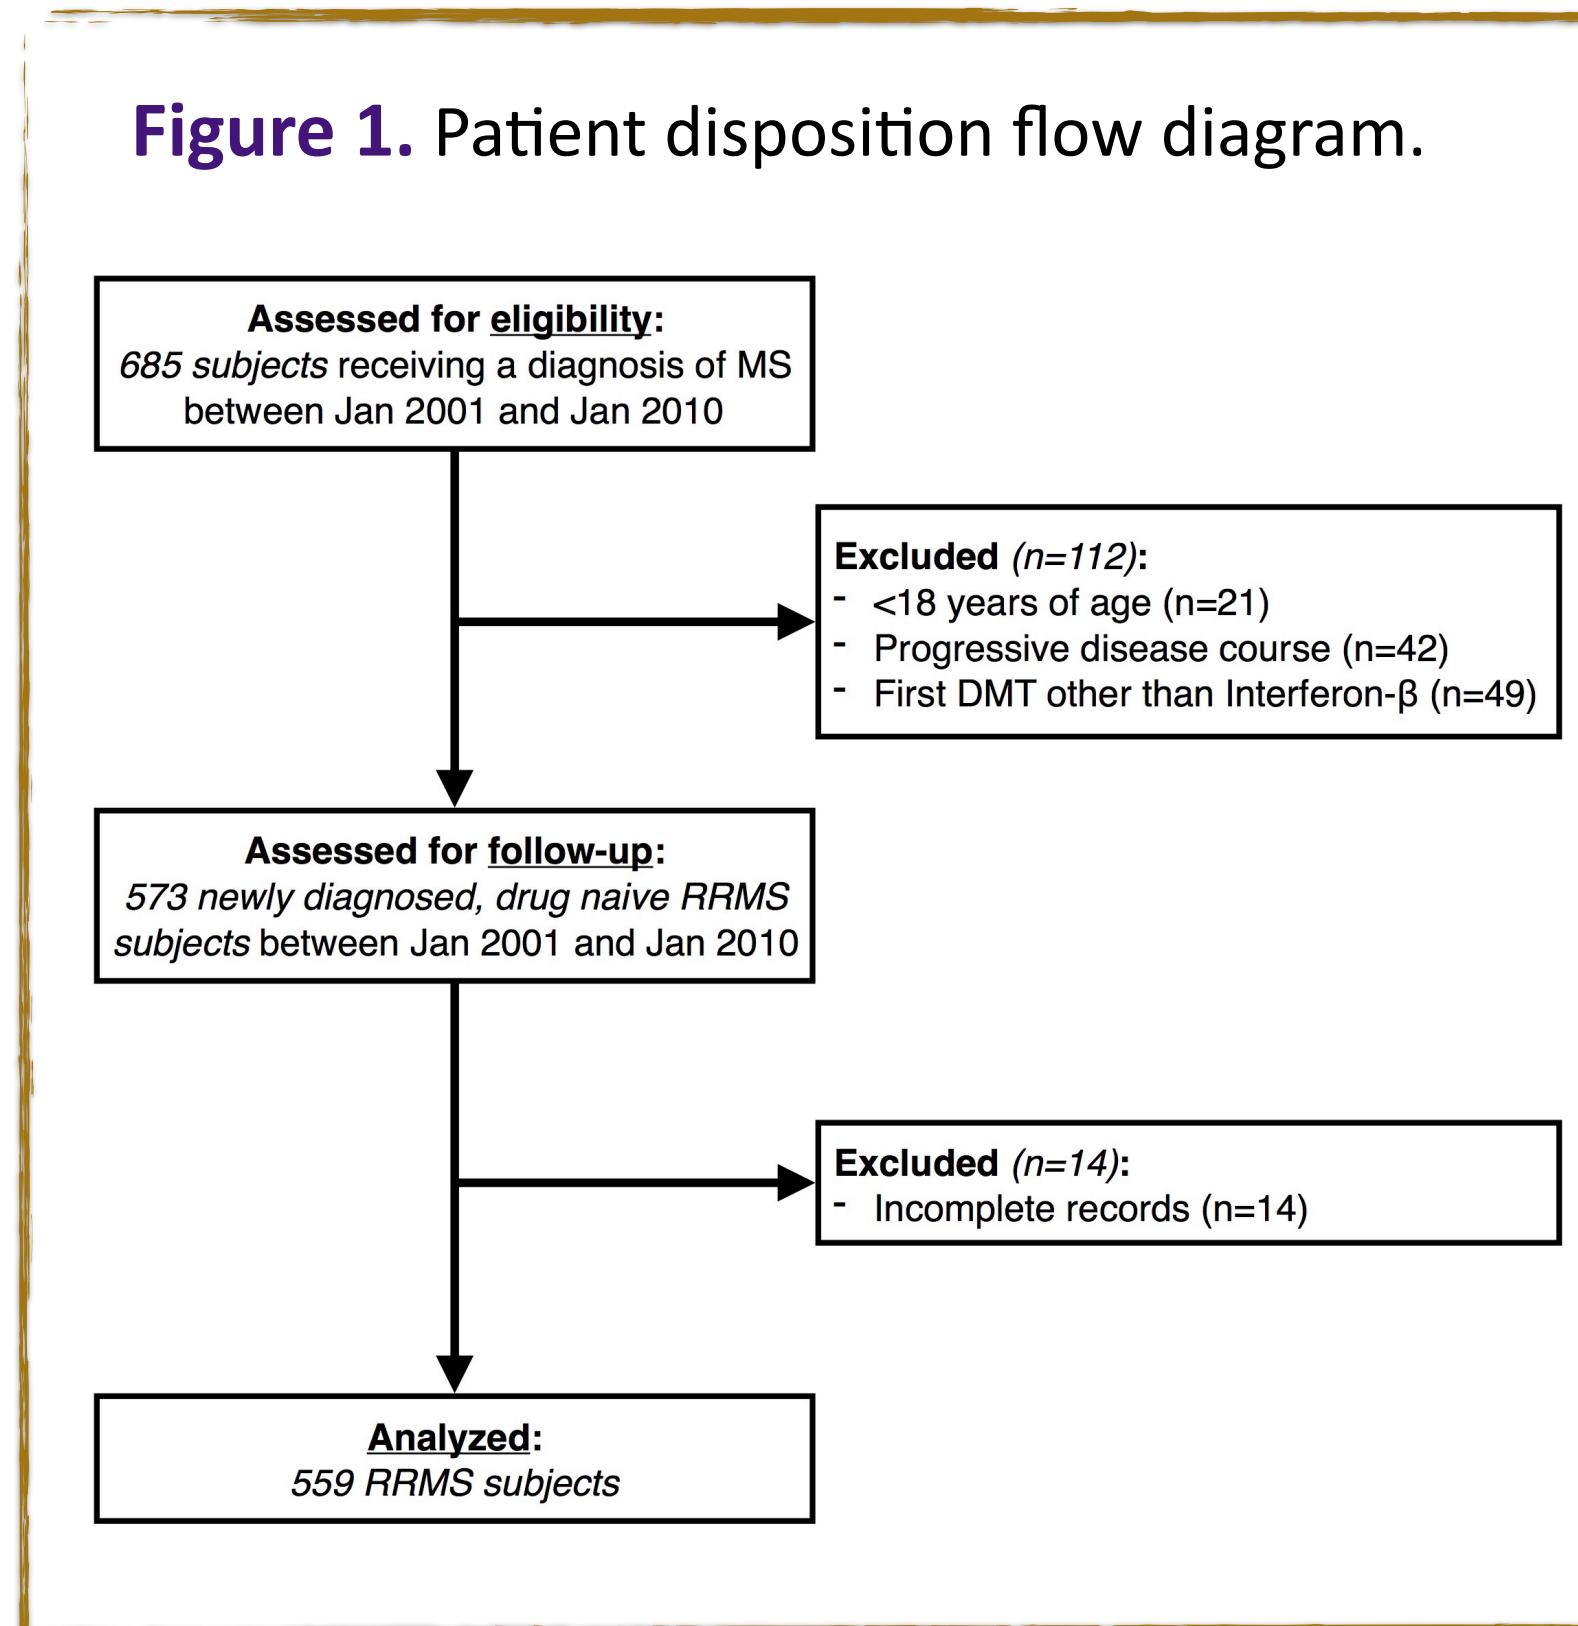 Figure 1. Patient disposition flow diagram.
Assessed for eligibility:
685 subjects receiving a diagnosis of MS
between Jan 2001 and Jan 2010
Excluded (n=112):
- <18 years of age (n=21)
- Progressive disease course (n=42)
- First DMT other than Interferon-β (n=49)
Assessed for follow-up:
573 newly diagnosed, drug naive RRMS
subjects between Jan 2001 and Jan 2010
Excluded (n=14):
- Incomplete records (n=14)
Analyzed:
559 RRMS subjects